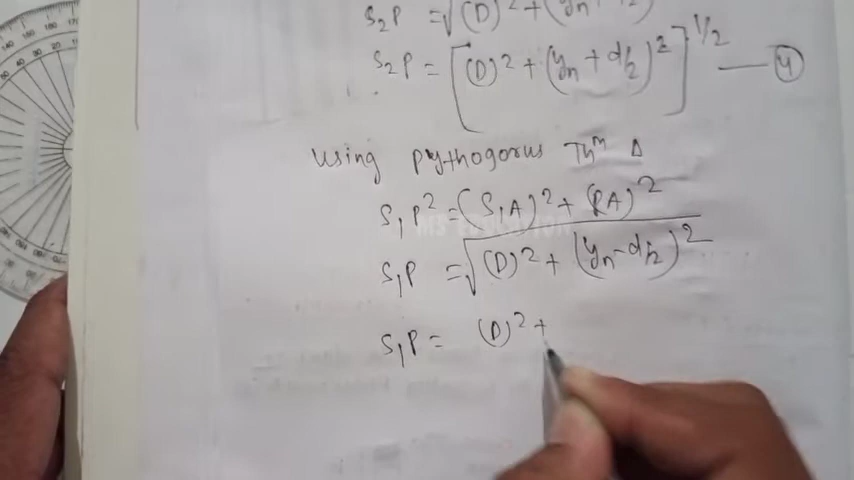 S₂P = √(D)² + (yₙ + d/2)
S₂P = [(D)² + (yₙ + d/2)²]^1/2 —— (4)
Using pythogorus Thᵐ Δ
S₁P² = (S₁A)² + (PA)²
S₁P = √(D)² + (yₙ - d/2)²
S₁P = (D)² +